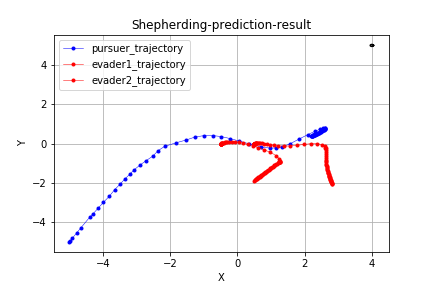 Shepherding-prediction-result
pursuer_trajectory
evader1_trajectory
evader2_trajectory
4
2
0
−2
−4
Y
−4
−2
0
2
4
X